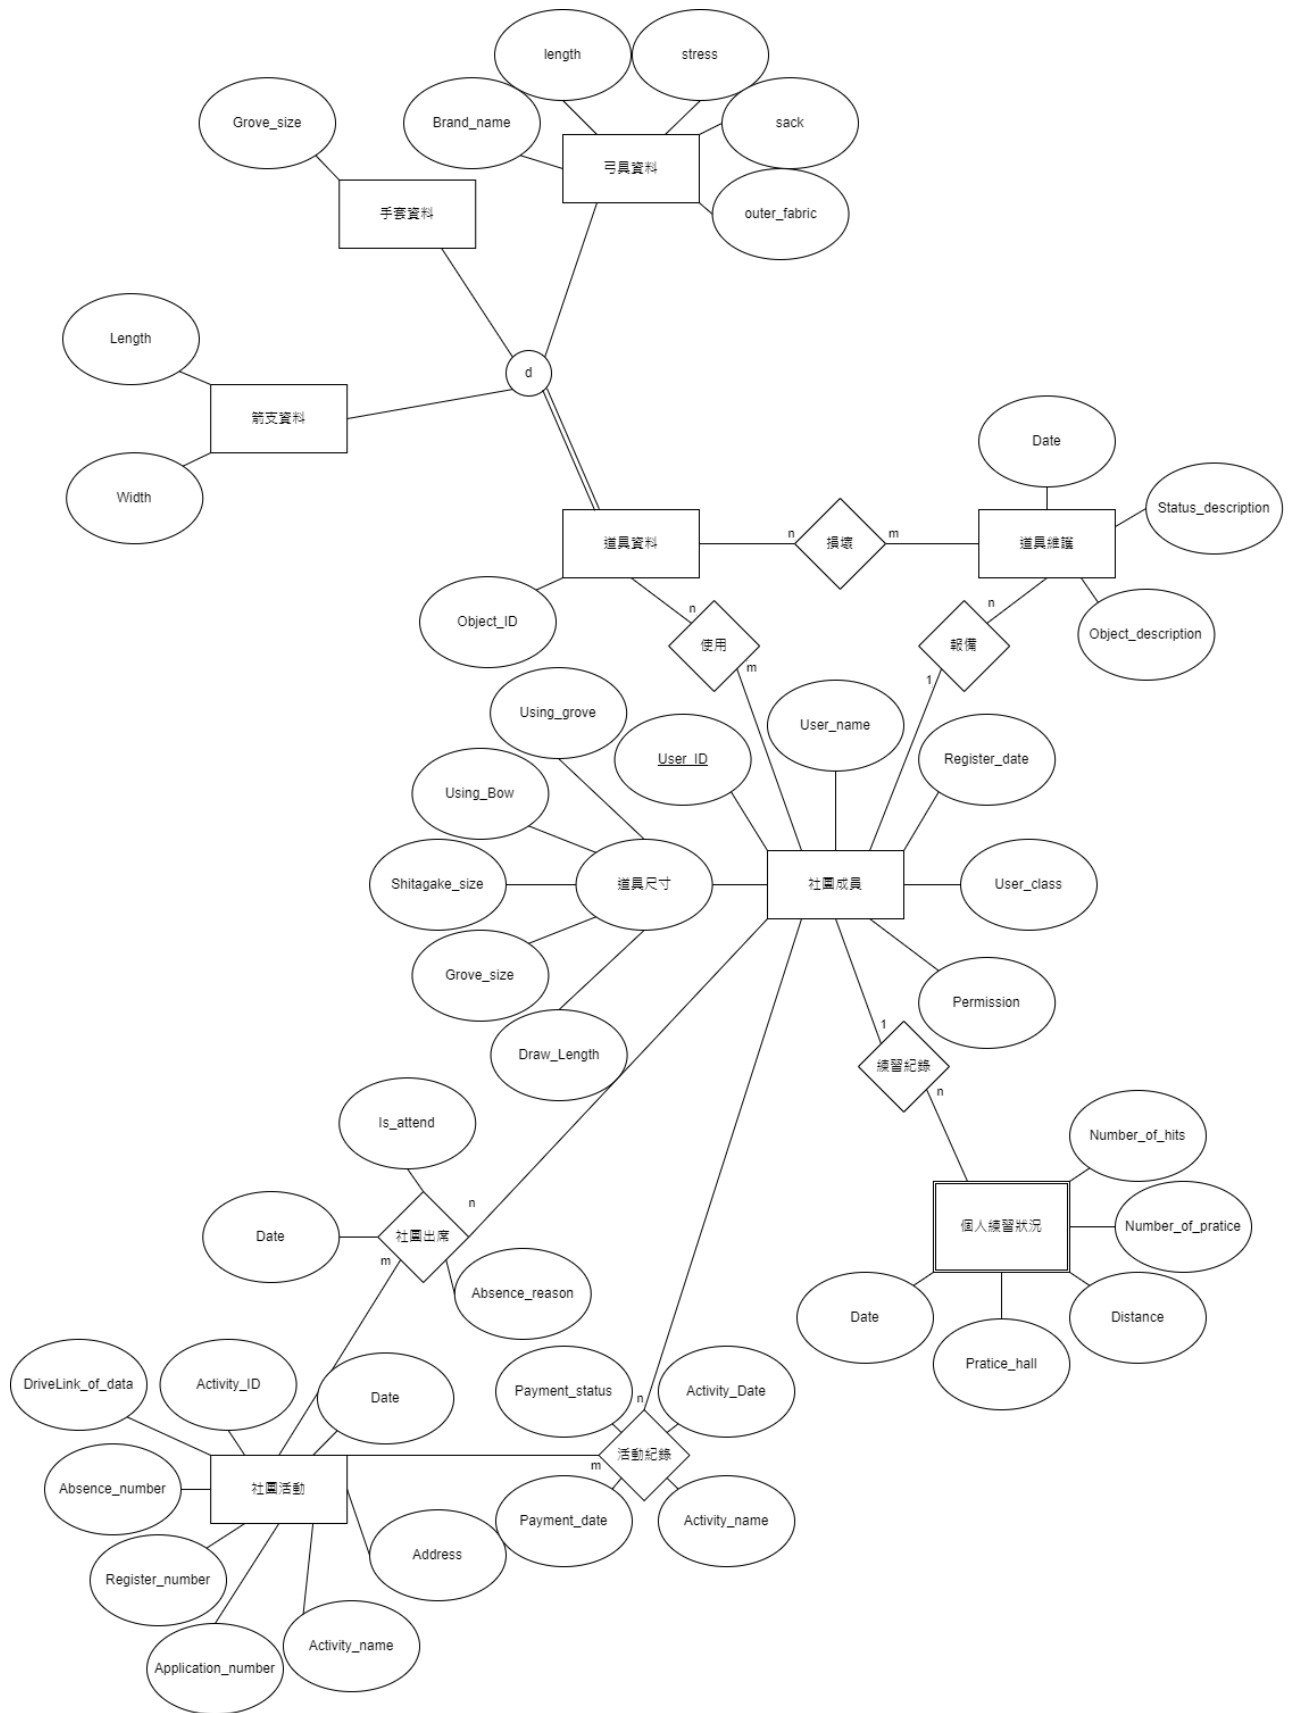 length
stress
Grove_size
Brand_name
sack
弓具資料
手套資料
outer_fabric
Length
d
箭支資料
Date
Width
Status_description
道具資料
n
損壞
m
道具維護
Object_ID
n
使用
m
報備
n
1
Object_description
Using_grove
User_name
User_ID
Register_date
Using_Bow
Shitagake_size
道具尺寸
社團成員
User_class
Grove_size
Permission
Draw_Length
1
練習紀錄
n
Is_attend
Number_of_hits
n
Date
社團出席
m
個人練習狀況
Number_of_pratice
Absence_reason
Date
Distance
Pratice_hall
DriveLink_of_data
Activity_ID
Date
Payment_status
n
Activity_Date
活動紀錄
m
Absence_number
社團活動
Payment_date
Activity_name
Address
Register_number
Activity_name
Application_number